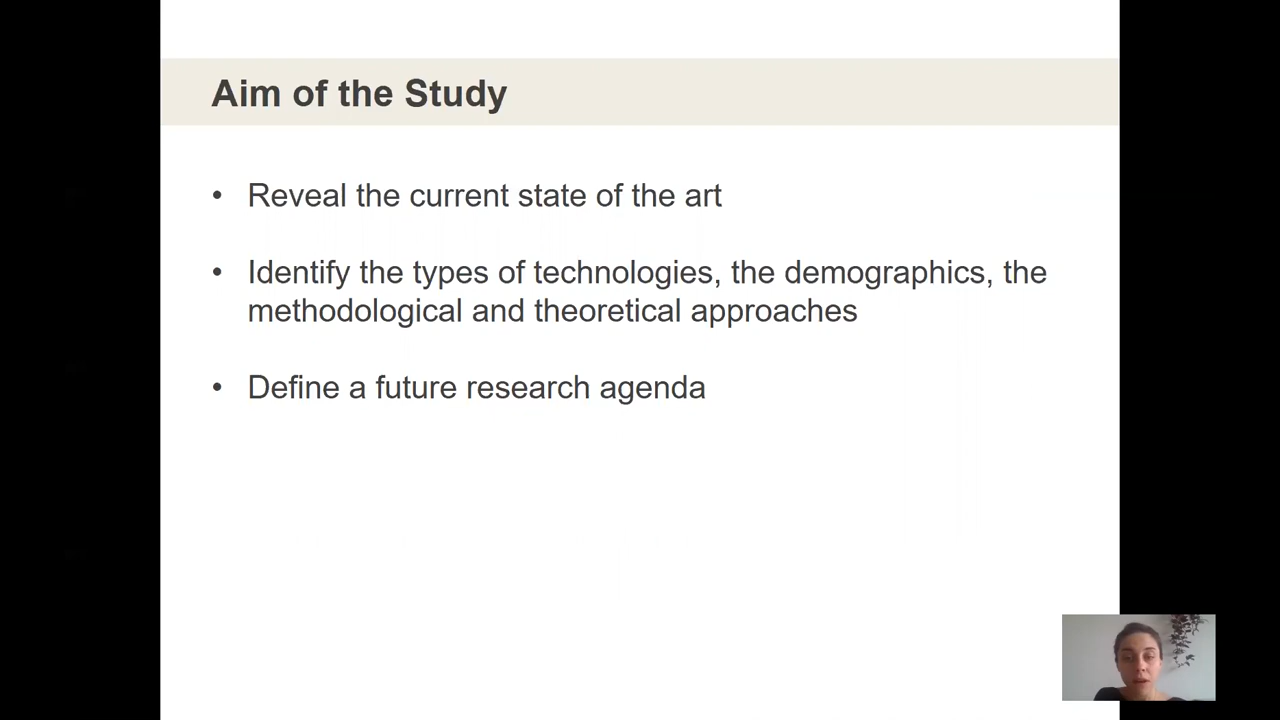 Aim of the Study
• Reveal the current state of the art
• Identify the types of technologies, the demographics, the
methodological and theoretical approaches
• Define a future research agenda